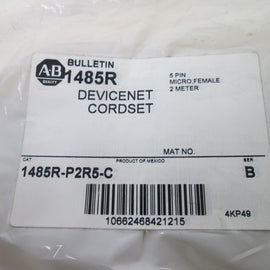 A-B
QUALITY
BULLETIN
1485R
5 PIN
MICRO,FEMALE
2 METER
DEVICENET
CORDSET
MAT NO.
CAT
PRODUCT OF MEXICO
SER
1485R-P2R5-C
B
10662468421215
4KP49